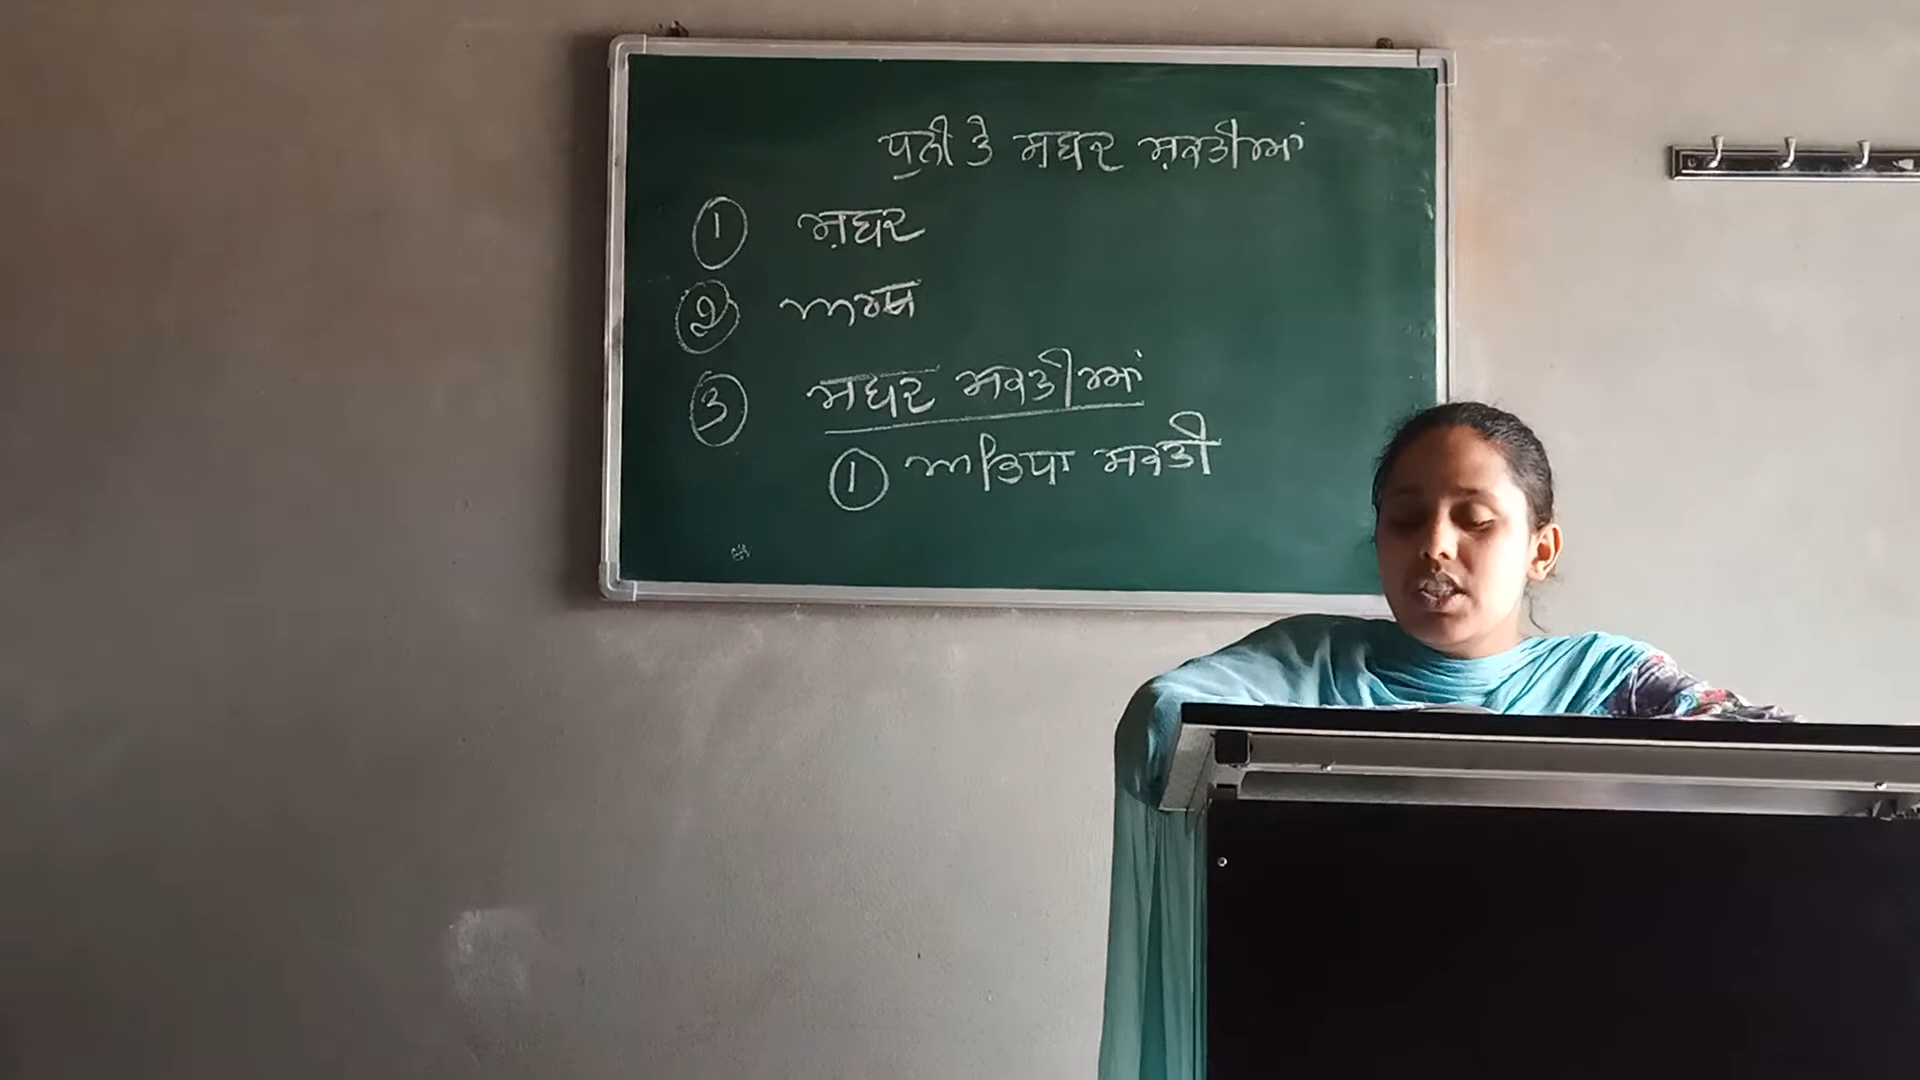 ਧੁਨੀ ਤੇ ਸ਼ਬਦ ਸ਼ਕਤੀਆਂ
① ਸ਼ਬਦ
② ਅਰਥ
③ ਸ਼ਬਦ ਸ਼ਕਤੀਆਂ
① ਅਭਿਧਾ ਸ਼ਕਤੀ